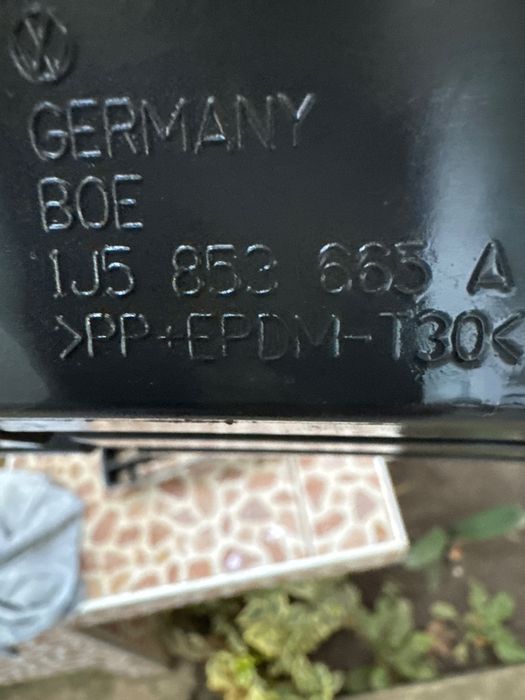 GERMANY
BOE
1J5 853 665 A
>PP+EPDM-T30<